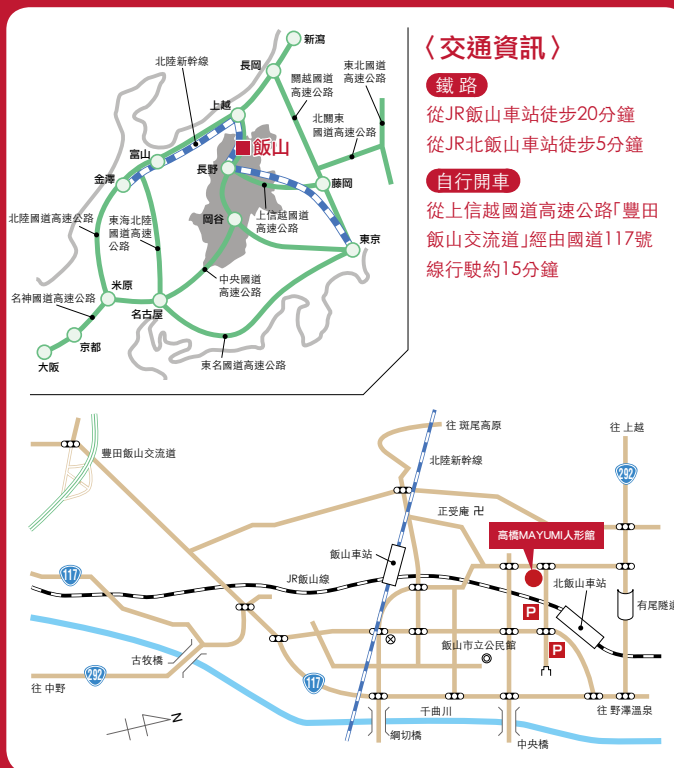 〈 交通資訊 〉
鐵 路
從JR飯山車站徒步20分鐘
從JR北飯山車站徒步5分鐘
自行開車
從上信越國道高速公路「豐田
飯山交流道」經由國道117號
線行駛約15分鐘
新瀉
長岡
北陸新幹線
關越國道
高速公路
東北國道
高速公路
上越
北關東
國道高速公路
飯山
富山
長野
金澤
藤岡
岡谷
上信越國道
高速公路
北陸國道高速公路
東海北陸
國道高速
公路
東京
中央國道
高速公路
米原
名神國道高速公路
名古屋
京都
大阪
東名國道高速公路
往 斑尾高原
往 上越
豐田飯山交流道
北陸新幹線
292
正受庵 卍
高橋MAYUMI人形館
飯山車站
117
JR飯山線
北飯山車站
P
有尾隧道
飯山市立公民館
P
古牧橋
292
117
往 中野
千曲川
往 野澤溫泉
N
綱切橋
中央橋